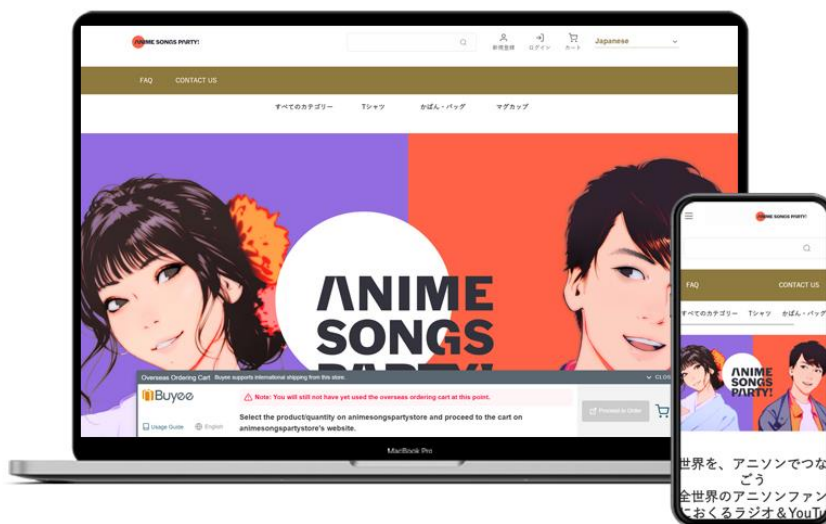 ANIME SONGS PARTY!
新規登録
ログイン
カート
Japanese
FAQ
CONTACT US
すべてのカテゴリー
Tシャツ
かばん・バッグ
マグカップ
ANIME
SONGS
PARTY!
Overseas Ordering Cart
Buyee supports international shipping from this store.
CLOS
Buyee
Note: You will still not have yet used the overseas ordering cart at this point.
Usage Guide
English
Select the product/quantity on animesongspartystore and proceed to the cart on
animesongspartystore's website.
Proceed to Order
MacBook Pro
ANIME SONGS PARTY!
FAQ
CONTACT US
すべてのカテゴリー
Tシャツ
かばん・バッグ
ANIME
SONGS
PARTY!
世界を、アニソンでつな
ごう
全世界のアニソンファン
におくるラジオ&YouTu